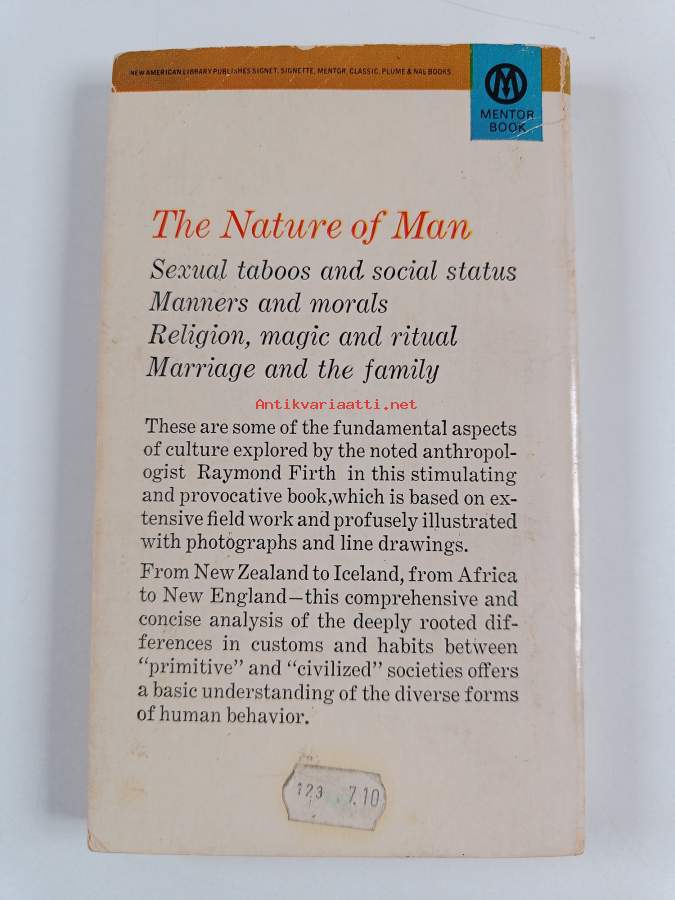 NEW AMERICAN LIBRARY PUBLISHES SIGNET, SIGNETTE, MENTOR, CLASSIC, PLUME & NAL BOOKS
M
MENTOR
BOOK
The Nature of Man
Sexual taboos and social status
Manners and morals
Religion, magic and ritual
Marriage and the family
Antikvariaatti.net
These are some of the fundamental aspects
of culture explored by the noted anthropol-
ogist Raymond Firth in this stimulating
and provocative book, which is based on ex-
tensive field work and profusely illustrated
with photographs and line drawings.
From New Zealand to Iceland, from Africa
to New England—this comprehensive and
concise analysis of the deeply rooted dif-
ferences in customs and habits between
“primitive” and “civilized” societies offers
a basic understanding of the diverse forms
of human behavior.
123 7.10